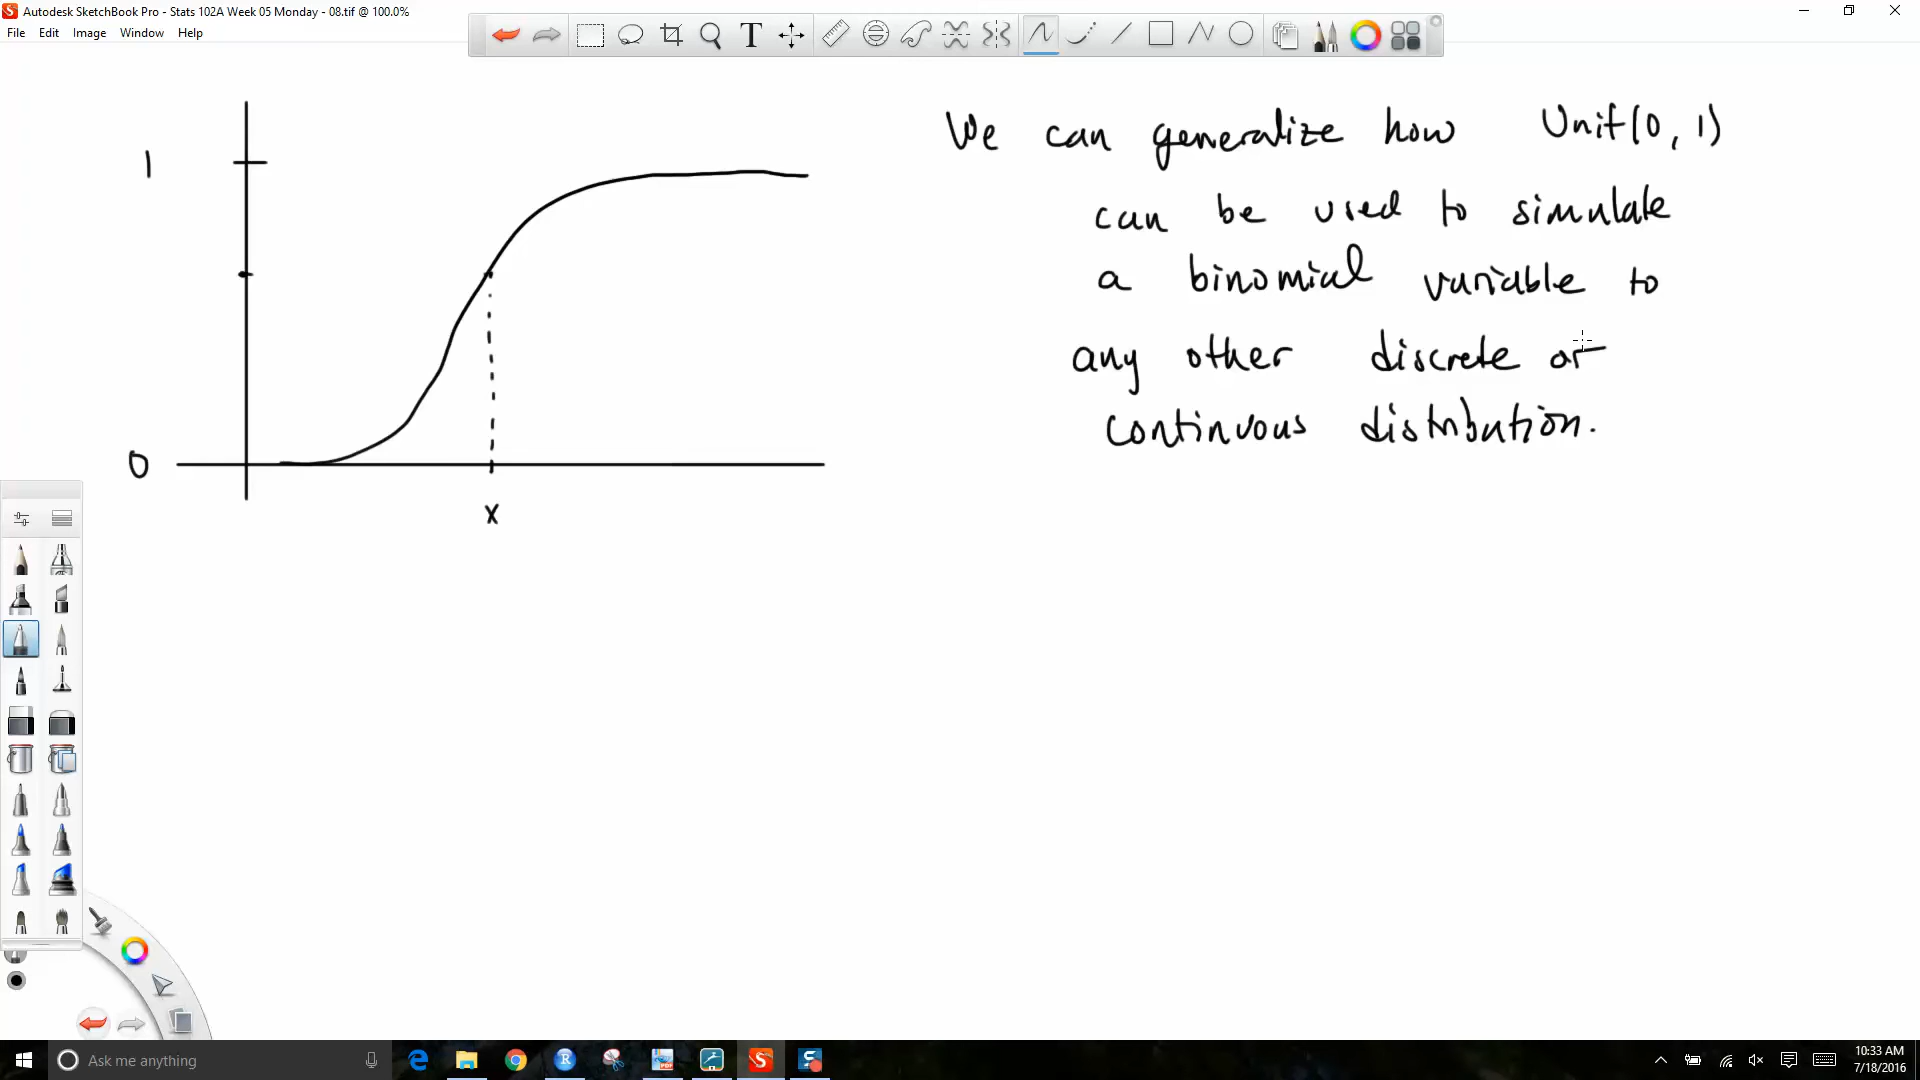 Autodesk SketchBook Pro - Stats 102A Week 05 Monday - 08.tif @ 100.0%
File Edit Image Window Help
We can generalize how Unif(0, 1)
can be used to simulate
a binomial variable to
any other discrete or
continuous distribution.
1
0
x
Ask me anything
10:33 AM
7/18/2016